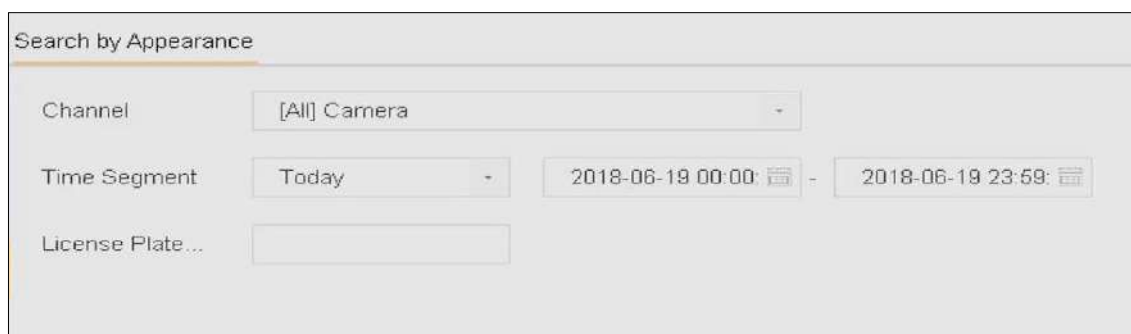 Search by Appearance
Channel [All] Camera
Time Segment Today 2018-06-19 00:00: - 2018-06-19 23:59:
License Plate...